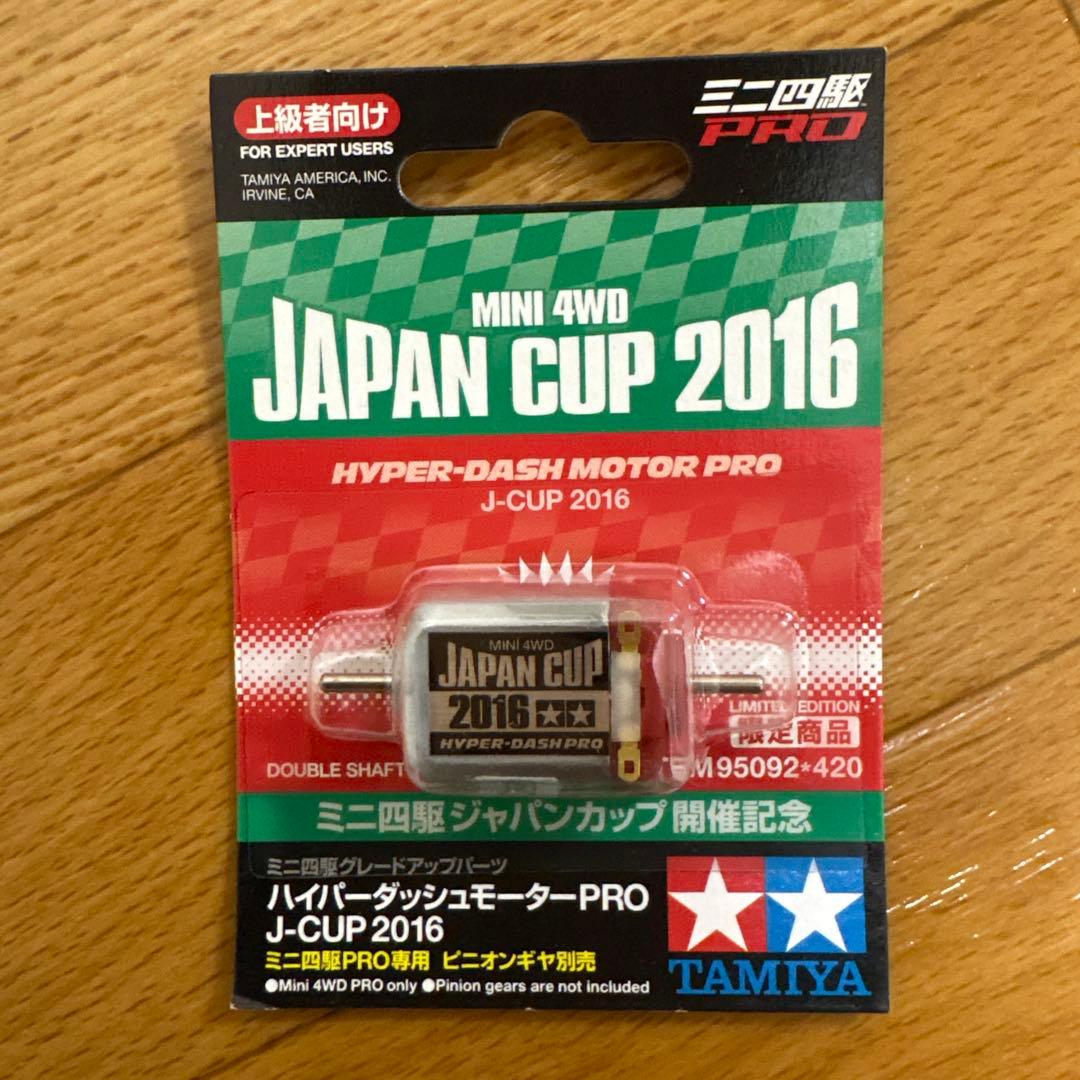 上級者向け
FOR EXPERT USERS
TAMIYA AMERICA, INC.
IRVINE, CA
ミニ四駆
PRO
MINI 4WD
JAPAN CUP 2016
HYPER-DASH MOTOR PRO
J-CUP 2016
MINI 4WD
JAPAN CUP
2016
HYPER-DASH PRO
LIMITED EDITION
限定商品
DOUBLE SHAFT
95092*420
ミニ四駆ジャパンカップ開催記念
ミニ四駆グレードアップパーツ
ハイパーダッシュモーターPRO
J-CUP 2016
ミニ四駆PRO専用 ピニオンギヤ別売
●Mini 4WD PRO only ●Pinion gears are not included
TAMIYA